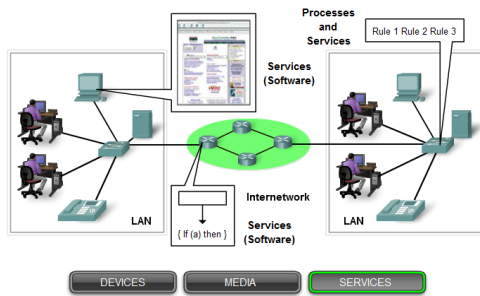 Processes
and
Services
Rule 1 Rule 2 Rule 3
Services
(Software)
LAN
Internetwork
LAN
Services
(Software)
{ If (a) then }
DEVICES
MEDIA
SERVICES